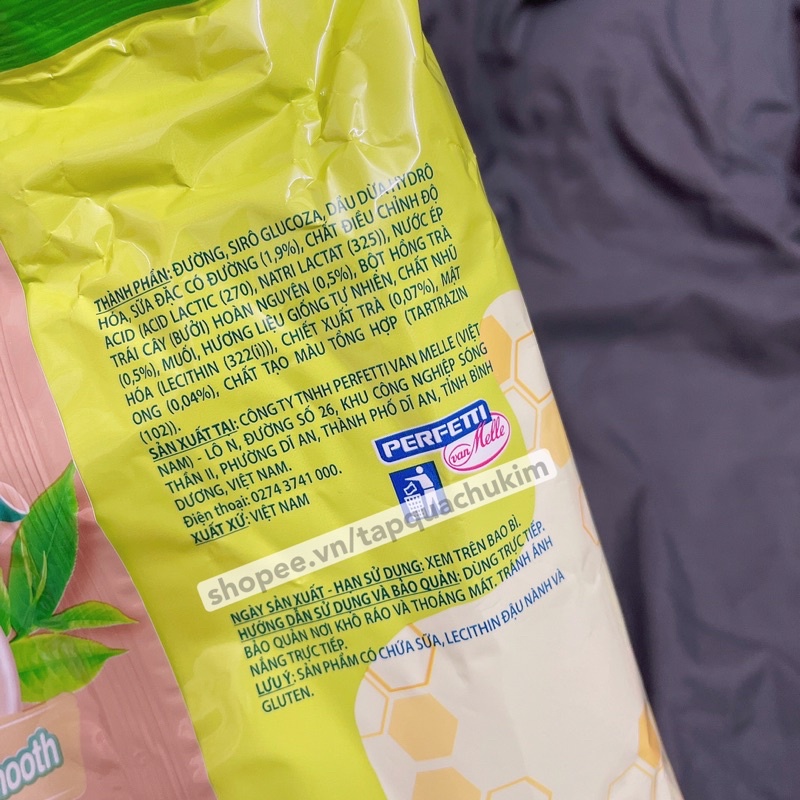 THÀNH PHẦN: ĐƯỜNG, SIRÔ GLUCOZA, DẦU DỪA HYDRÔ
HÓA, SỮA ĐẶC CÓ ĐƯỜNG (1,9%), CHẤT ĐIỀU CHỈNH ĐỘ
ACID (ACID LACTIC (270), NATRI LACTAT (325)), NƯỚC ÉP
TRÁI CÂY (BƯỞI) HOÀN NGUYÊN (0,5%), BỘT HỒNG TRÀ
(0,5%), MUỐI, HƯƠNG LIỆU GIỐNG TỰ NHIÊN, CHẤT NHŨ
HÓA (LECITHIN (322(i))), CHIẾT XUẤT TRÀ (0,07%), MẬT
ONG (0,04%), CHẤT TẠO MÀU TỔNG HỢP (TARTRAZIN
(102)).
SẢN XUẤT TẠI: CÔNG TY TNHH PERFETTI VAN MELLE (VIỆT
NAM) - LÔ N, ĐƯỜNG SỐ 26, KHU CÔNG NGHIỆP SÓNG
THẦN II, PHƯỜNG DĨ AN, THÀNH PHỐ DĨ AN, TỈNH BÌNH
DƯƠNG, VIỆT NAM.
Điện thoại: 0274 3741 000.
XUẤT XỨ: VIỆT NAM
PERFETTI
van Melle
shopee.vn/tapquachukim
NGÀY SẢN XUẤT - HẠN SỬ DỤNG: XEM TRÊN BAO BÌ.
HƯỚNG DẪN SỬ DỤNG VÀ BẢO QUẢN: DÙNG TRỰC TIẾP.
BẢO QUẢN NƠI KHÔ RÁO VÀ THOÁNG MÁT, TRÁNH ÁNH
NẮNG TRỰC TIẾP.
LƯU Ý: SẢN PHẨM CÓ CHỨA SỮA, LECITHIN ĐẬU NÀNH VÀ
GLUTEN.